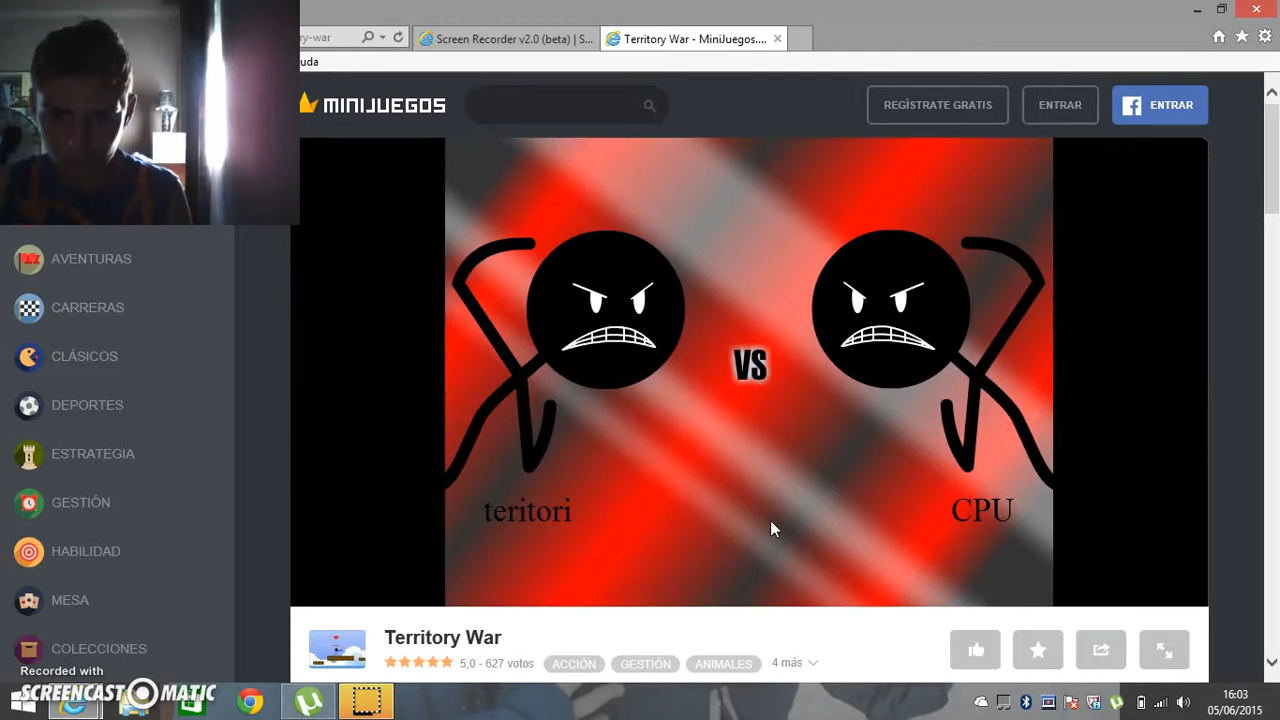 ry-war
Screen Recorder v2.0 (beta) | S...
Territory War - MiniJuegos....
uda
MINIJUEGOS
REGÍSTRATE GRATIS
ENTRAR
ENTRAR
AVENTURAS
CARRERAS
CLÁSICOS
DEPORTES
ESTRATEGIA
GESTIÓN
HABILIDAD
MESA
COLECCIONES
VS
teritori
CPU
Territory War
5,0 - 627 votos
ACCIÓN
GESTIÓN
ANIMALES
4 más
Recorded with
SCREENCAST MATIC
16:03
05/06/2015